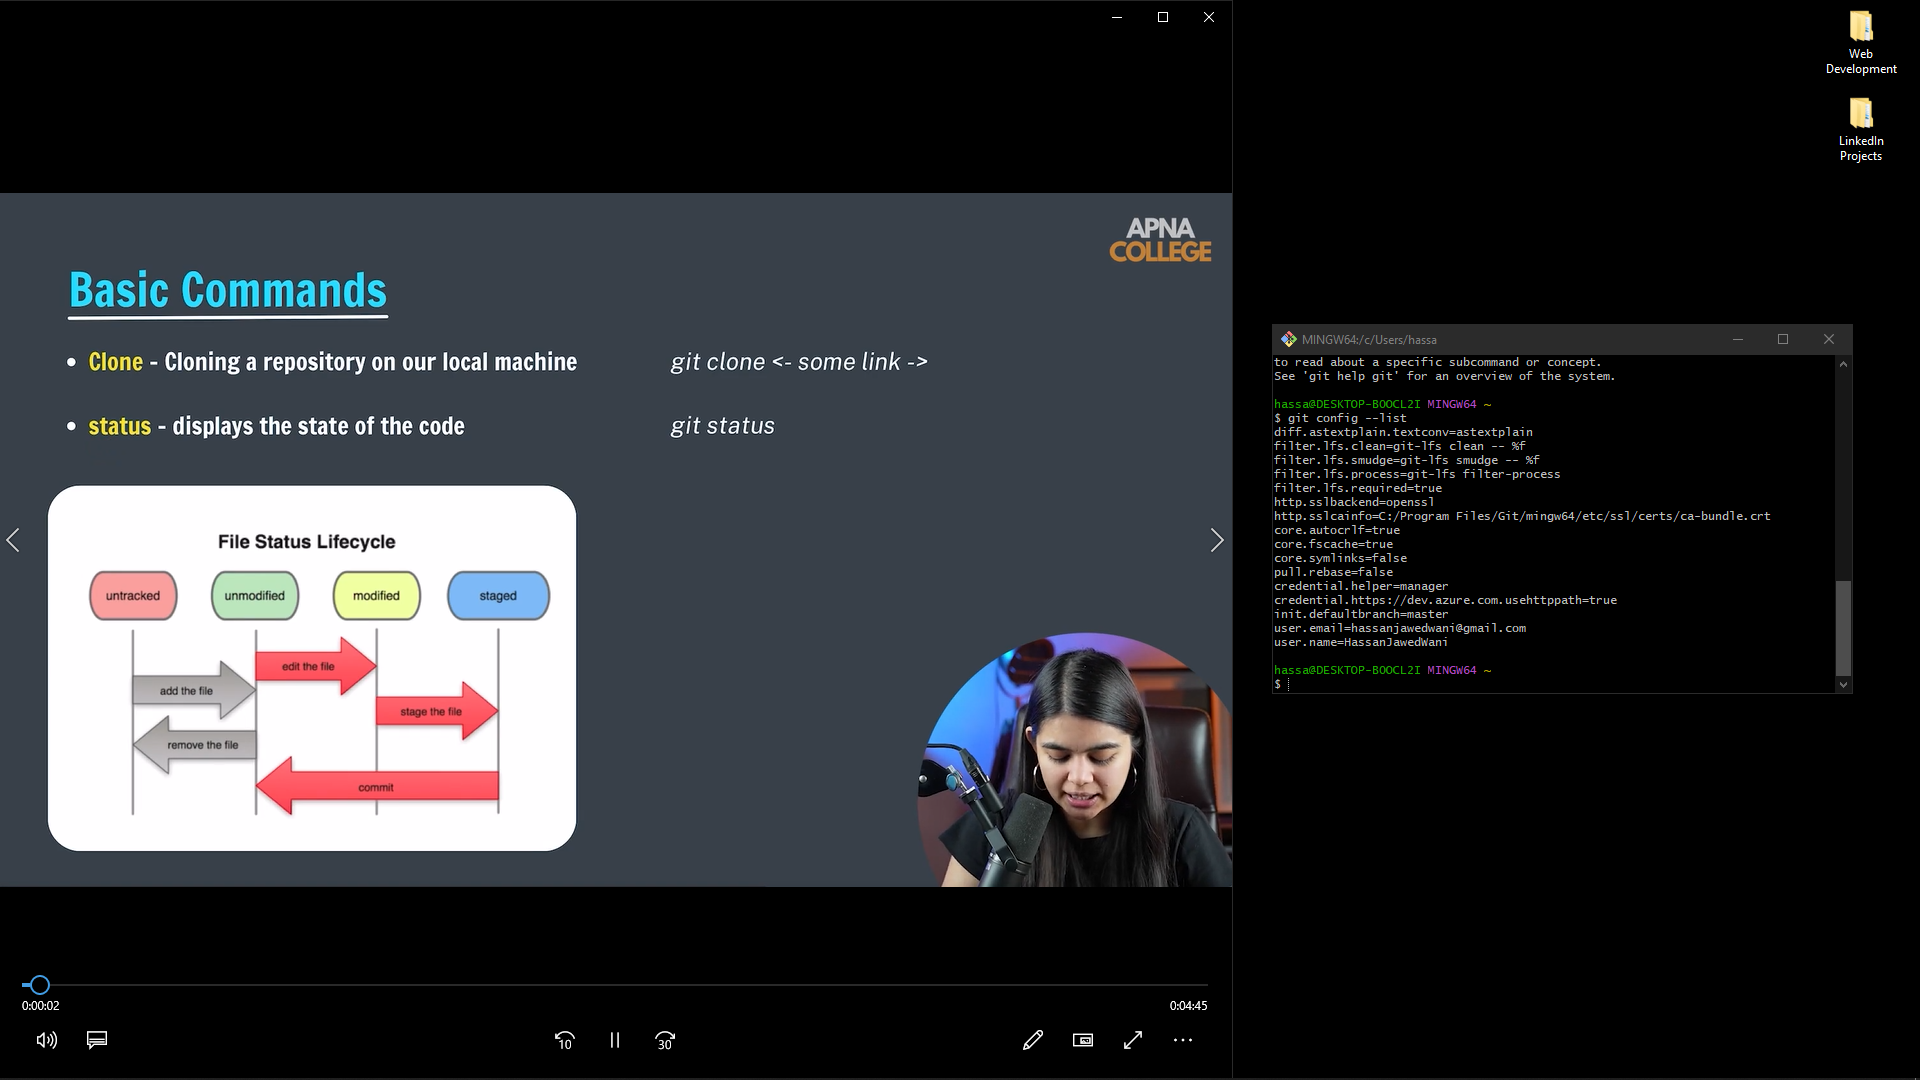 APNA
COLLEGE
Basic Commands
• Clone - Cloning a repository on our local machine
git clone <- some link ->
• status - displays the state of the code
git status
File Status Lifecycle
untracked
unmodified
modified
staged
edit the file
add the file
stage the file
remove the file
commit
0:00:02
0:04:45
10
30
Web
Development
LinkedIn
Projects
MINGW64:/c/Users/hassa
to read about a specific subcommand or concept.
See 'git help git' for an overview of the system.
hassa@DESKTOP-BOOCL2I MINGW64 ~
$ git config --list
diff.astextplain.textconv=astextplain
filter.lfs.clean=git-lfs clean -- %f
filter.lfs.smudge=git-lfs smudge -- %f
filter.lfs.process=git-lfs filter-process
filter.lfs.required=true
http.sslbackend=openssl
http.sslcainfo=C:/Program Files/Git/mingw64/etc/ssl/certs/ca-bundle.crt
core.autocrlf=true
core.fscache=true
core.symlinks=false
pull.rebase=false
credential.helper=manager
credential.https://dev.azure.com.usehttppath=true
init.defaultbranch=master
user.email=hassanjawedwani@gmail.com
user.name=HassanJawedWani
hassa@DESKTOP-BOOCL2I MINGW64 ~
$